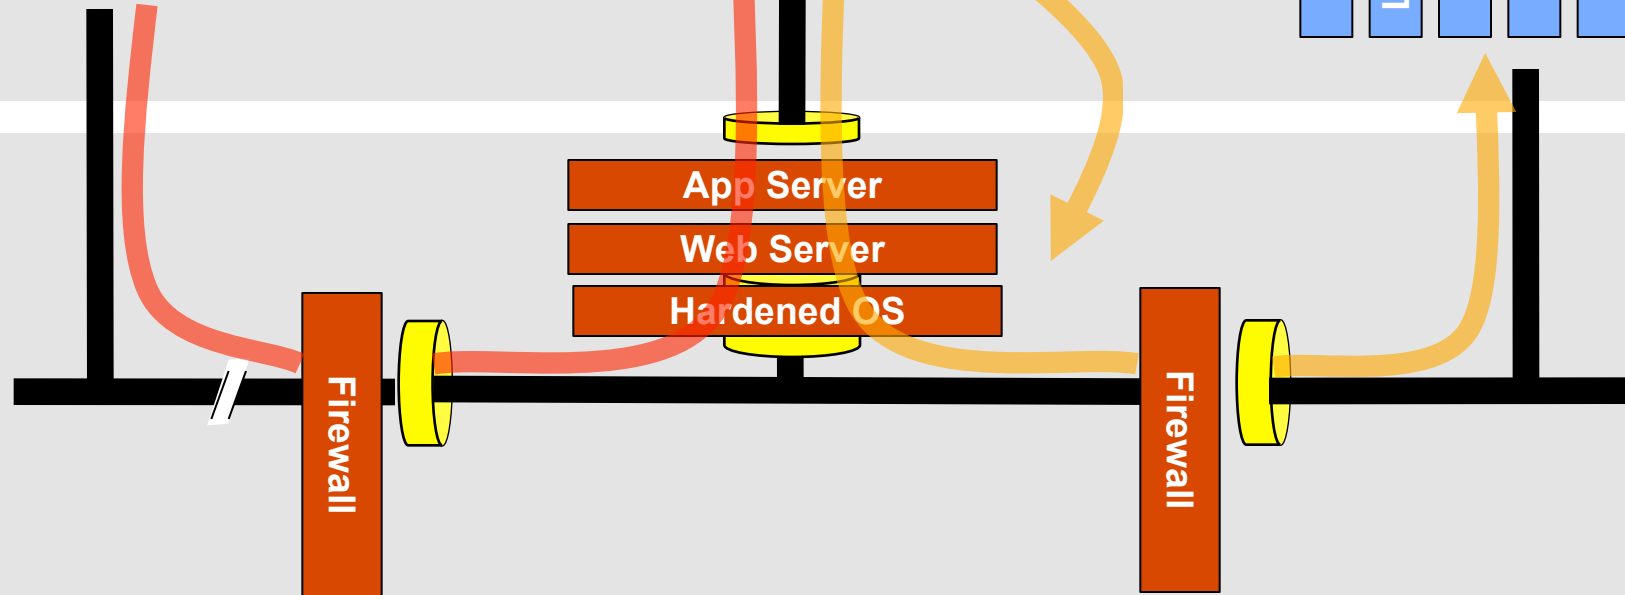 App Server
Web Server
Hardened OS
Firewall
Firewall